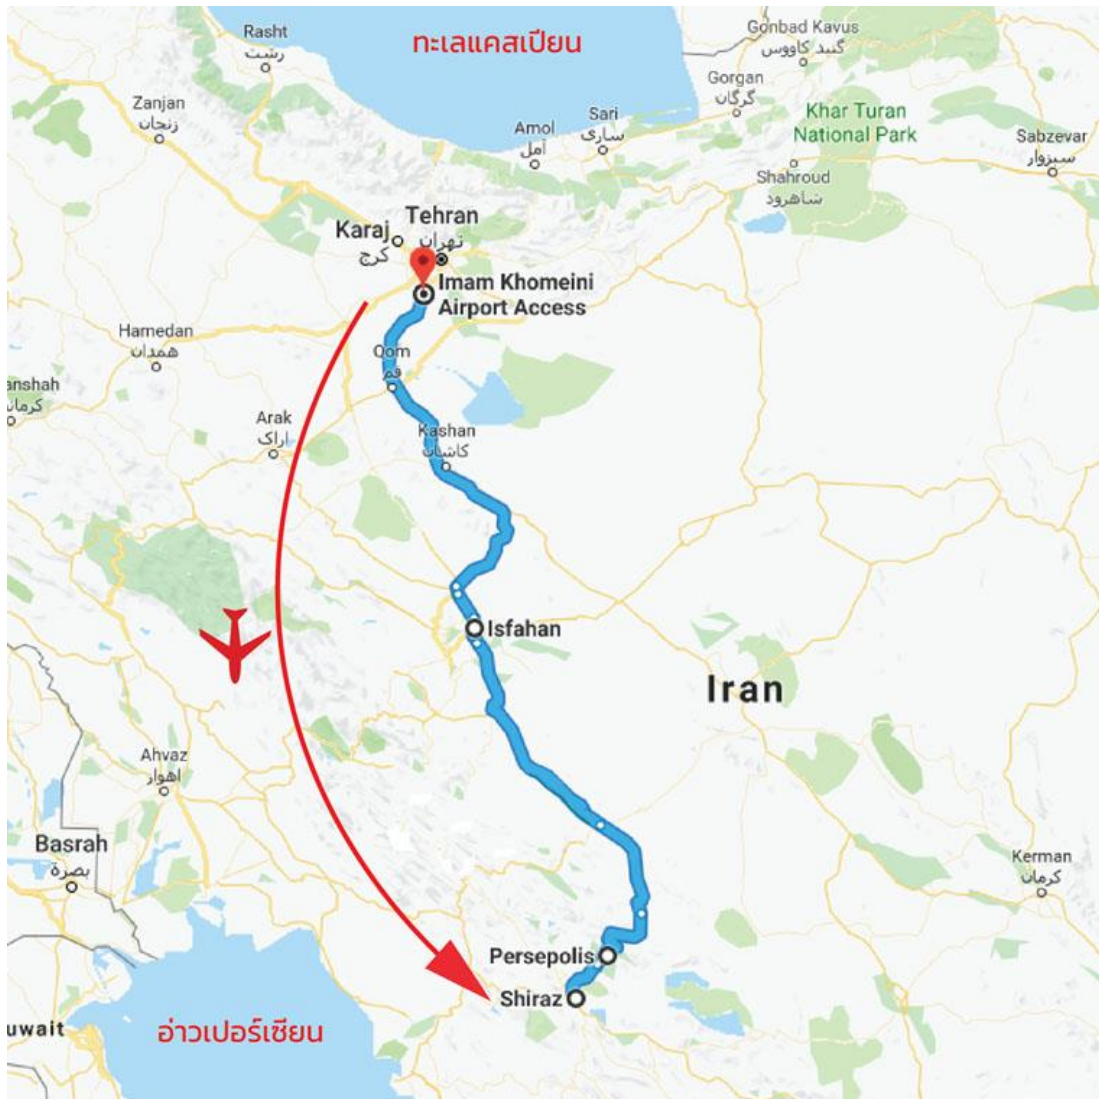 Rasht
رشت
ทะเลแคสเปียน
Gonbad Kavus
گنبد کاووس
Zanjan
زنجان
Amol
آمل
Sari
ساری
Gorgan
گرگان
Khar Turan
National Park
Sabzevar
سبزوار
Shahroud
شاهرود
Karaj
کرج
Tehran
تهران
Imam Khomeini
Airport Access
Hamedan
همدان
Qom
قم
anshah
کرمان
Arak
اراک
Kashan
کاشان
Isfahan
Iran
Ahvaz
اهواز
Basrah
بصرة
Kerman
کرمان
Persepolis
Shiraz
uwait
อ่าวเปอร์เซียน